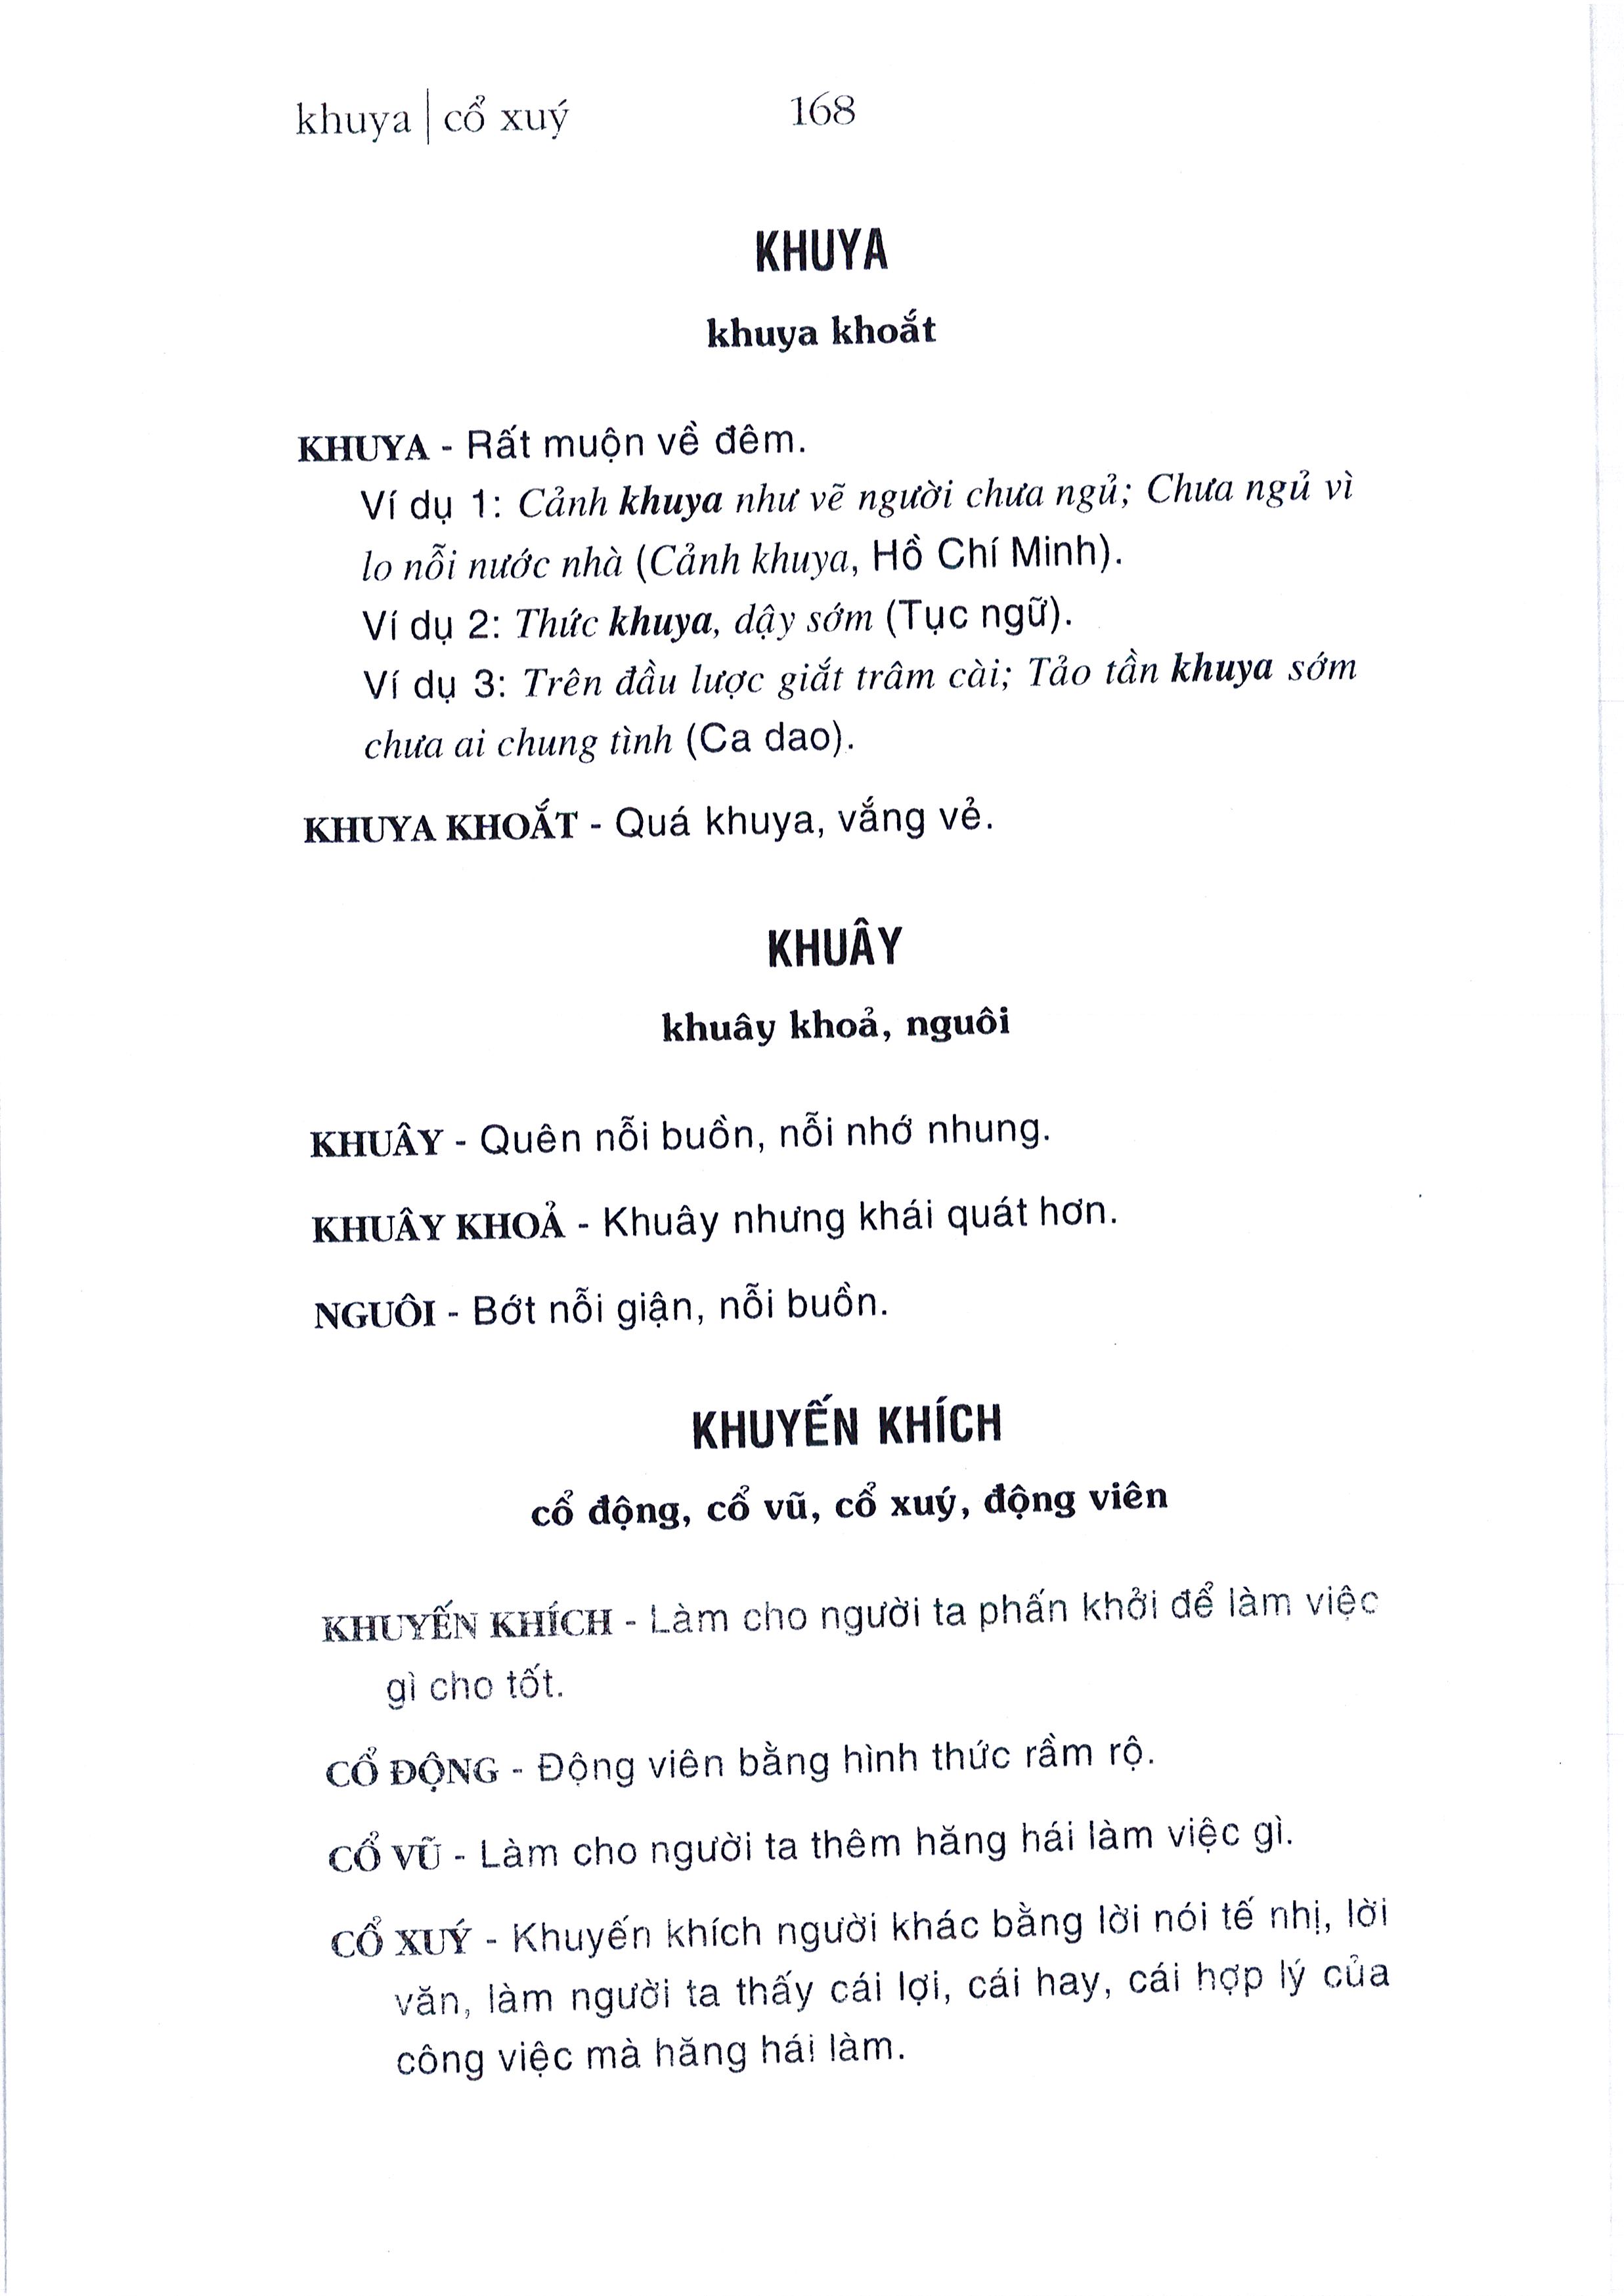 khuya | cổ xuý 168
KHUYA
khuya khoắt
KHUYA - Rất muộn về đêm.
Ví dụ 1: Cảnh khuya như vẽ người chưa ngủ; Chưa ngủ vì
lo nỗi nước nhà (Cảnh khuya, Hồ Chí Minh).
Ví dụ 2: Thức khuya, dậy sớm (Tục ngữ).
Ví dụ 3: Trên đầu lược giắt trâm cài; Tảo tần khuya sớm
chưa ai chung tình (Ca dao).
KHUYA KHOẮT - Quá khuya, vắng vẻ.
KHUÂY
khuây khoả, nguôi
KHUÂY - Quên nỗi buồn, nỗi nhớ nhung.
KHUÂY KHOẢ - Khuây nhưng khái quát hơn.
NGUÔI - Bớt nỗi giận, nỗi buồn.
KHUYẾN KHÍCH
cổ động, cổ vũ, cổ xuý, động viên
KHUYẾN KHÍCH - Làm cho người ta phấn khởi để làm việc
gì cho tốt.
CỔ ĐỘNG - Động viên bằng hình thức rầm rộ.
CỔ VŨ - Làm cho người ta thêm hăng hái làm việc gì.
CỔ XUÝ - Khuyến khích người khác bằng lời nói tế nhị, lời
văn, làm người ta thấy cái lợi, cái hay, cái hợp lý của
công việc mà hăng hái làm.